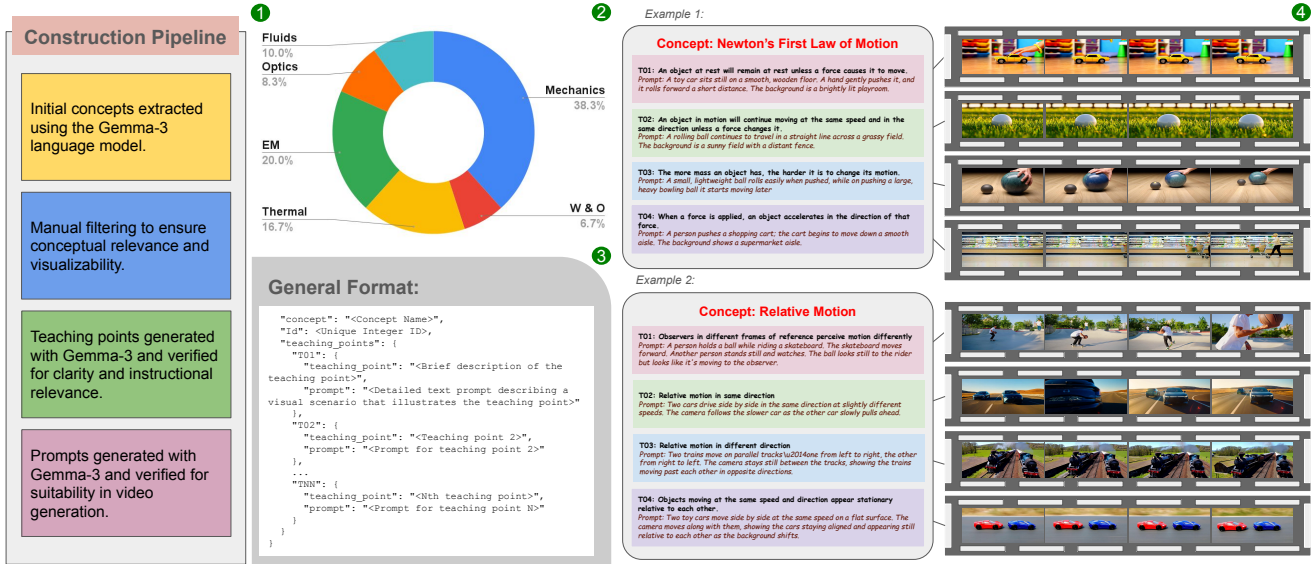 Construction Pipeline
Initial concepts extracted
using the Gemma-3
language model.
Manual filtering to ensure
conceptual relevance and
visualizability.
Teaching points generated
with Gemma-3 and verified
for clarity and instructional
relevance.
Prompts generated with
Gemma-3 and verified for
suitability in video
generation.
1
Fluids
10.0%
Optics
8.3%
EM
20.0%
Thermal
16.7%
Mechanics
38.3%
W & O
6.7%
2
3
General Format:
"concept": "<Concept Name>",
"Id": <Unique Integer ID>,
"teaching_points": {
"T01": {
"teaching_point": "<Brief description of the
teaching point>",
"prompt": "<Detailed text prompt describing a
visual scenario that illustrates the teaching point>"
},
"T02": {
"teaching_point": "<Teaching point 2>",
"prompt": "<Prompt for teaching point 2>"
},
...
"TNN": {
"teaching_point": "<Nth teaching point>",
"prompt": "<Prompt for teaching point N>"
}
}
}
Example 1:
Concept: Newton's First Law of Motion
T01: An object at rest will remain at rest unless a force causes it to move.
Prompt: A toy car sits still on a smooth, wooden floor. A hand gently pushes it, and
it rolls forward a short distance. The background is a brightly lit playroom.
T02: An object in motion will continue moving at the same speed and in the
same direction unless a force changes it.
Prompt: A rolling ball continues to travel in a straight line across a grassy field.
The background is a sunny field with a distant fence.
T03: The more mass an object has, the harder it is to change its motion.
Prompt: A small, lightweight ball rolls easily when pushed, while on pushing a large,
heavy bowling ball it starts moving later
T04: When a force is applied, an object accelerates in the direction of that
force.
Prompt: A person pushes a shopping cart; the cart begins to move down a smooth
aisle. The background shows a supermarket aisle.
4
Example 2:
Concept: Relative Motion
T01: Observers in different frames of reference perceive motion differently
Prompt: A person holds a ball while riding a skateboard. The skateboard moves
forward. Another person stands still and watches. The ball looks still to the rider
but looks like it's moving to the observer.
T02: Relative motion in same direction
Prompt: Two cars drive side by side in the same direction at slightly different
speeds. The camera follows the slower car as the other car slowly pulls ahead.
T03: Relative motion in different direction
Prompt: Two trains move on parallel tracks\u2014one from left to right, the other
from right to left. The camera stays still between the tracks, showing the trains
moving past each other in opposite directions.
T04: Objects moving at the same speed and direction appear stationary
relative to each other.
Prompt: Two toy cars move side by side at the same speed on a flat surface. The
camera moves along with them, showing the cars staying aligned and appearing still
relative to each other as the background shifts.